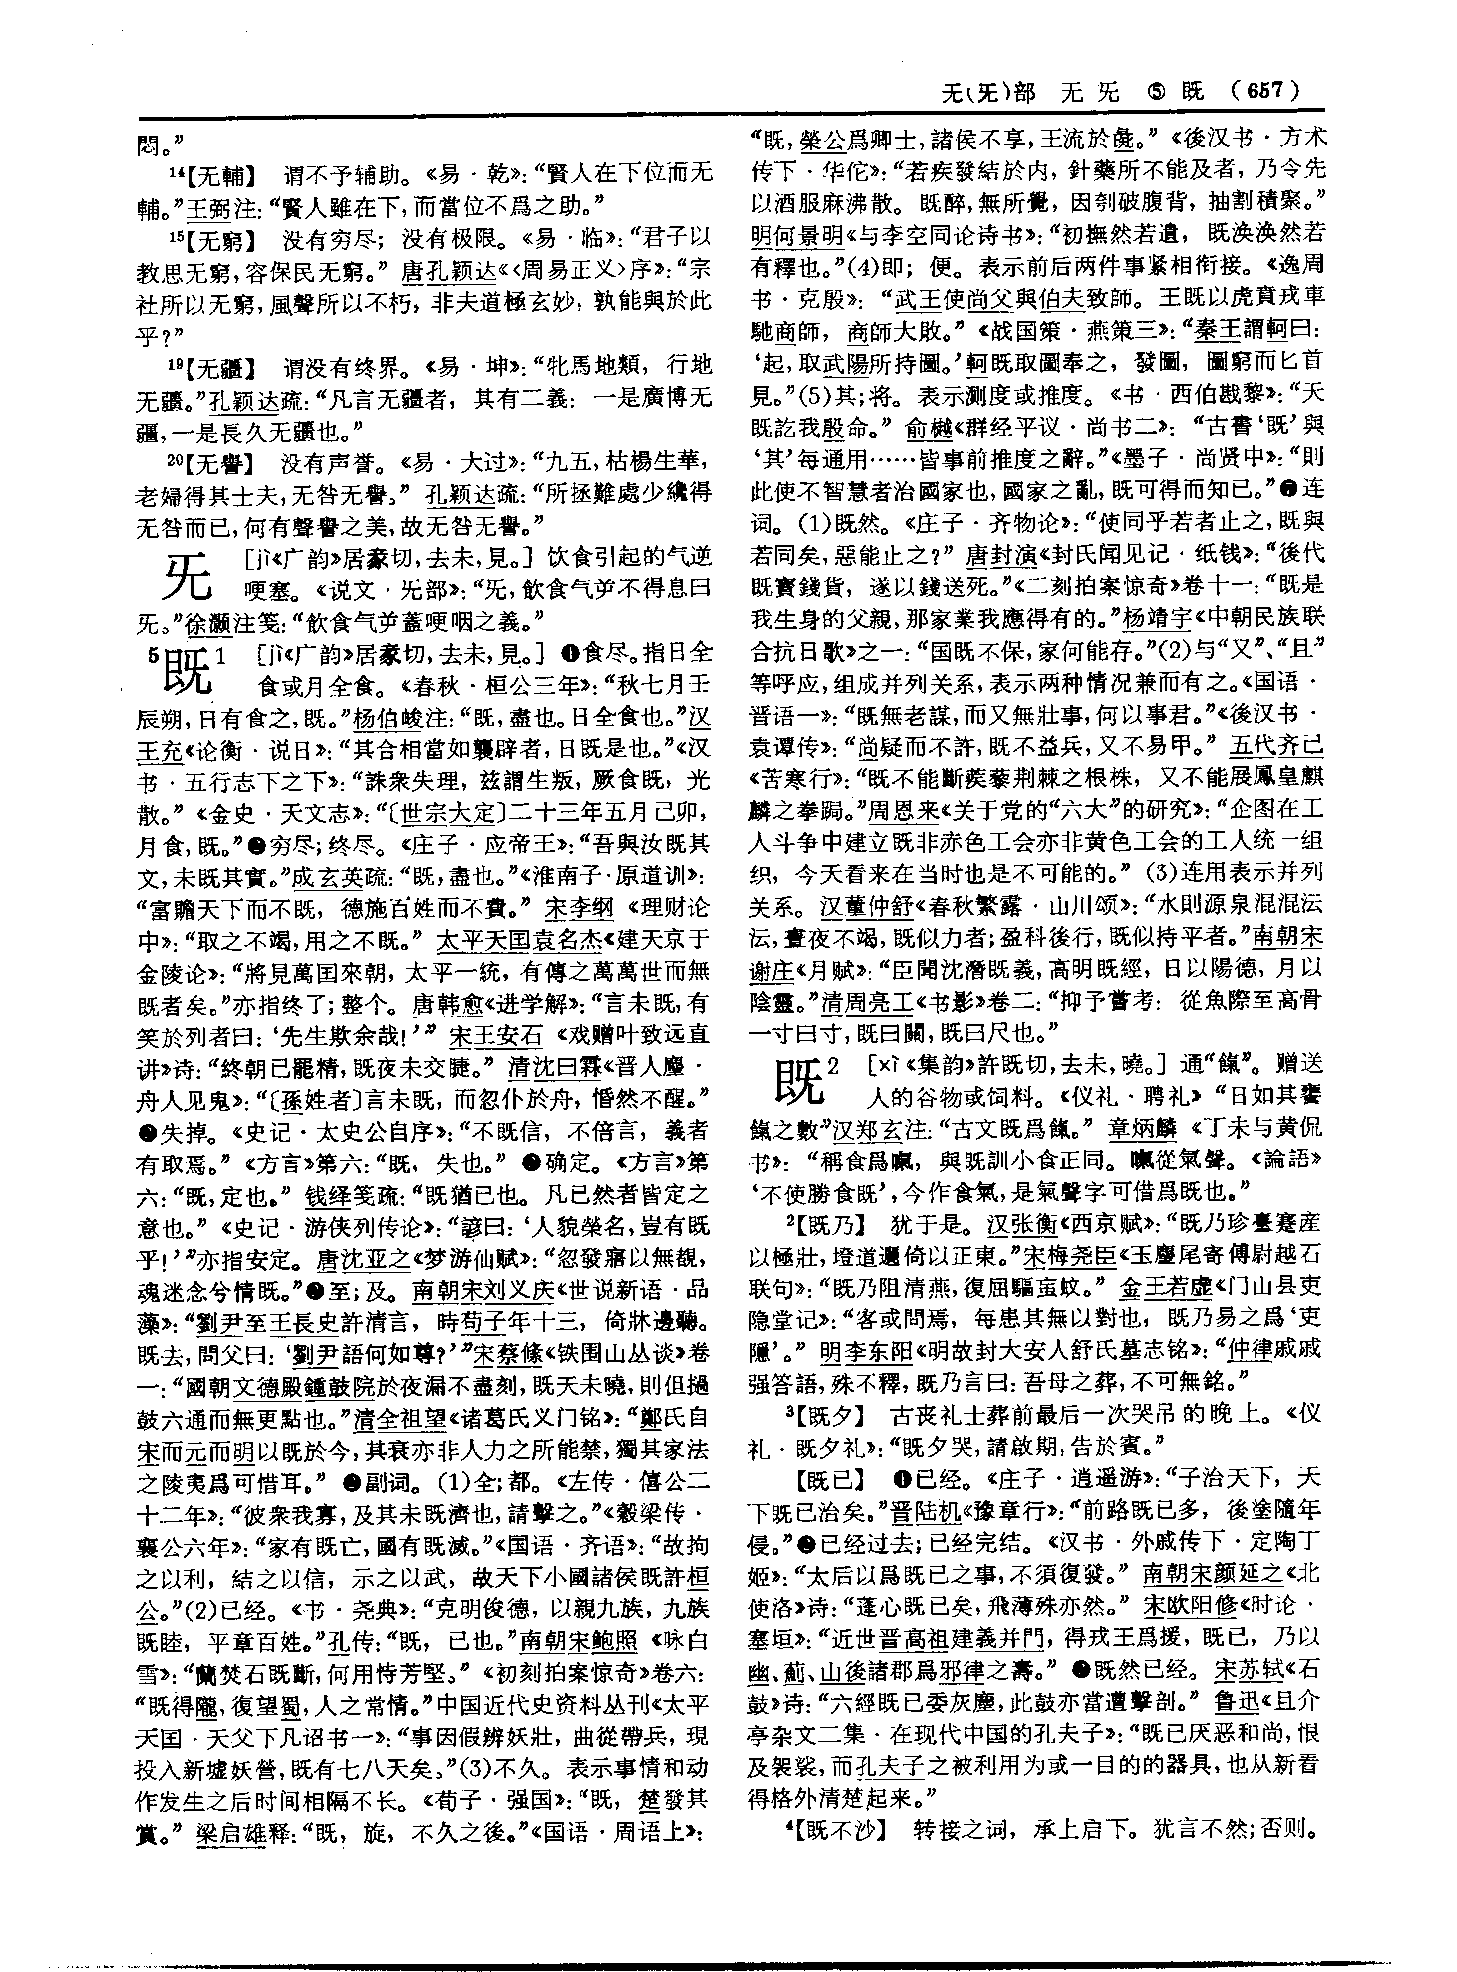 无(旡)部　无　旡　⑤　既　(657)
悶。”
¹⁴【无輔】　谓不予辅助。《易·乾》：“賢人在下位而无
輔。”王弼注：“賢人雖在下，而當位不爲之助。”
¹⁵【无窮】　没有穷尽；没有极限。《易·临》：“君子以
教思无窮，容保民无窮。”唐孔颖达《〈周易正义〉序》：“宗
社所以无窮，風聲所以不朽，非夫道極玄妙，孰能與於此
乎？”
¹⁹【无疆】　谓没有终界。《易·坤》：“牝馬地類，行地
无疆。”孔颖达疏：“凡言无疆者，其有二義：一是廣博无
疆，一是長久无疆也。”
²⁰【无譽】　没有声誉。《易·大过》：“九五，枯楊生華，
老婦得其士夫，无咎无譽。”孔颖达疏：“所拯難處少纔得
无咎而已，何有聲譽之美，故无咎无譽。”
旡　［jì《广韵》居豙切，去未，見。］饮食引起的气逆
哽塞。《说文·旡部》：“旡，飲食气屰不得息曰
旡。”徐灏注笺：“飲食气屰蓋哽咽之義。”
⁵既¹　［jì《广韵》居豙切，去未，見。］❶食尽。指日全
食或月全食。《春秋·桓公三年》：“秋七月壬
辰朔，日有食之，既。”杨伯峻注：“既，盡也。日全食也。”汉
王充《论衡·说日》：“其合相當如襲辟者，日既是也。”《汉
书·五行志下之下》：“誅衆失理，兹謂生叛，厥食既，光
散。”《金史·天文志》：“〔世宗大定〕二十三年五月己卯，
月食，既。”❷穷尽；终尽。《庄子·应帝王》：“吾與汝既其
文，未既其實。”成玄英疏：“既，盡也。”《淮南子·原道训》：
“富贍天下而不既，德施百姓而不費。”宋李纲《理财论
中》：“取之不竭，用之不既。”太平天囯袁名杰《建天京于
金陵论》：“將見萬囯來朝，太平一統，有傳之萬萬世而無
既者矣。”亦指终了；整个。唐韩愈《进学解》：“言未既，有
笑於列者曰：‘先生欺余哉！’”宋王安石《戏赠叶致远直
讲》诗：“終朝已罷精，既夜未交睫。”清沈曰霖《晋人麈·
舟人见鬼》：“〔孫姓者〕言未既，而忽仆於舟，惛然不醒。”
❸失掉。《史记·太史公自序》：“不既信，不倍言，義者
有取焉。”《方言》第六：“既，失也。”❹确定。《方言》第
六：“既，定也。”钱绎笺疏：“既猶已也。凡已然者皆定之
意也。”《史记·游侠列传论》：“諺曰：‘人貌榮名，豈有既
乎！’”亦指安定。唐沈亚之《梦游仙赋》：“忽發寤以無覩，
魂迷念兮情既。”❺至；及。南朝宋刘义庆《世说新语·品
藻》：“劉尹至王長史許清言，時苟子年十三，倚牀邊聽。
既去，問父曰：‘劉尹語何如尊？’”宋蔡絛《铁围山丛谈》卷
一：“國朝文德殿鐘鼓院於夜漏不盡刻，既天未曉，則但撾
鼓六通而無更點也。”清全祖望《诸葛氏义门铭》：“鄭氏自
宋而元而明以既於今，其衰亦非人力之所能禁，獨其家法
之陵夷爲可惜耳。”❻副词。(1)全；都。《左传·僖公二
十二年》：“彼衆我寡，及其未既濟也，請擊之。”《穀梁传·
襄公六年》：“家有既亡，國有既滅。”《国语·齐语》：“故拘
之以利，結之以信，示之以武，故天下小國諸侯既許桓
公。”(2)已经。《书·尧典》：“克明俊德，以親九族，九族
既睦，平章百姓。”孔传：“既，已也。”南朝宋鲍照《咏白
雪》：“蘭焚石既斷，何用恃芳堅。”《初刻拍案惊奇》卷六：
“既得隴，復望蜀，人之常情。”中国近代史资料丛刊《太平
天国·天父下凡诏书一》：“事因假辨妖壯，曲從帶兵，現
投入新墟妖營，既有七八天矣。”(3)不久。表示事情和动
作发生之后时间相隔不长。《荀子·强国》：“既，楚發其
賞。”梁启雄释：“既，旋，不久之後。”《国语·周语上》：
“既，榮公爲卿士，諸侯不享，王流於彘。”《後汉书·方术
传下·华佗》：“若疾發結於内，針藥所不能及者，乃令先
以酒服麻沸散。既醉，無所覺，因刳破腹背，抽割積聚。”
明何景明《与李空同论诗书》：“初撫然若遺，既涣涣然若
有釋也。”(4)即；便。表示前后两件事紧相衔接。《逸周
书·克殷》：“武王使尚父與伯夫致師。王既以虎賁戎車
馳商師，商師大敗。”《战国策·燕策三》：“秦王謂軻曰：
‘起，取武陽所持圖。’軻既取圖奉之，發圖，圖窮而匕首
見。”(5)其；将。表示测度或推度。《书·西伯戡黎》：“天
既訖我殷命。”俞樾《群经平议·尚书二》：“古書‘既’與
‘其’每通用……皆事前推度之辭。”《墨子·尚贤中》：“則
此使不智慧者治國家也，國家之亂，既可得而知已。”❼连
词。(1)既然。《庄子·齐物论》：“使同乎若者止之，既與
若同矣，惡能止之？”唐封演《封氏闻见记·纸钱》：“後代
既寶錢貨，遂以錢送死。”《二刻拍案惊奇》卷十一：“既是
我生身的父親，那家業我應得有的。”杨靖宇《中朝民族联
合抗日歌》之一：“国既不保，家何能存。”(2)与“又”、“且”
等呼应，组成并列关系，表示两种情况兼而有之。《国语·
晋语一》：“既無老謀，而又無壯事，何以事君。”《後汉书·
袁谭传》：“尚疑而不許，既不益兵，又不易甲。”五代齐己
《苦寒行》：“既不能斷蒺藜荆棘之根株，又不能展鳳皇麒
麟之拳跼。”周恩来《关于党的“六大”的研究》：“企图在工
人斗争中建立既非赤色工会亦非黄色工会的工人统一组
织，今天看来在当时也是不可能的。”(3)连用表示并列
关系。汉董仲舒《春秋繁露·山川颂》：“水則源泉混混沄
沄，晝夜不竭，既似力者；盈科後行，既似持平者。”南朝宋
谢庄《月赋》：“臣聞沈潛既義，高明既經，日以陽德，月以
陰靈。”清周亮工《书影》卷二：“抑予嘗考：從魚際至高骨
一寸曰寸，既曰關，既曰尺也。”
既²　［xì《集韵》許既切，去未，曉。］通“餼”。赠送
人的谷物或饲料。《仪礼·聘礼》“日如其饔
餼之數”汉郑玄注：“古文既爲餼。”章炳麟《丁未与黄侃
书》：“稱食爲嘅，與既訓小食正同。嘅從氣聲。《論語》
‘不使勝食既’，今作食氣，是氣聲字可借爲既也。”
²【既乃】　犹于是。汉张衡《西京赋》：“既乃珍臺蹇産
以極壯，墱道邐倚以正東。”宋梅尧臣《玉麈尾寄傅尉越石
联句》：“既乃阻清燕，復屈驅䖟蚊。”金王若虚《门山县吏
隐堂记》：“客或問焉，每患其無以對也，既乃易之爲‘吏
隱’。”明李东阳《明故封大安人舒氏墓志铭》：“仲律戚戚
强答語，殊不釋，既乃言曰：吾母之葬，不可無銘。”
³【既夕】　古丧礼士葬前最后一次哭吊的晚上。《仪
礼·既夕礼》：“既夕哭，請啟期，告於賓。”
【既已】　❶已经。《庄子·逍遥游》：“子治天下，天
下既已治矣。”晋陆机《豫章行》：“前路既已多，後塗隨年
侵。”❷已经过去；已经完结。《汉书·外戚传下·定陶丁
姬》：“太后以爲既已之事，不須復發。”南朝宋颜延之《北
使洛》诗：“蓬心既已矣，飛薄殊亦然。”宋欧阳修《时论·
塞垣》：“近世晋高祖建義并門，得戎王爲援，既已，乃以
幽、薊、山後諸郡爲邪律之壽。”❸既然已经。宋苏轼《石
鼓》诗：“六經既已委灰塵，此鼓亦當遭擊剖。”鲁迅《且介
亭杂文二集·在现代中国的孔夫子》：“既已厌恶和尚，恨
及袈裟，而孔夫子之被利用为或一目的的器具，也从新看
得格外清楚起来。”
⁴【既不沙】　转接之词，承上启下。犹言不然；否则。